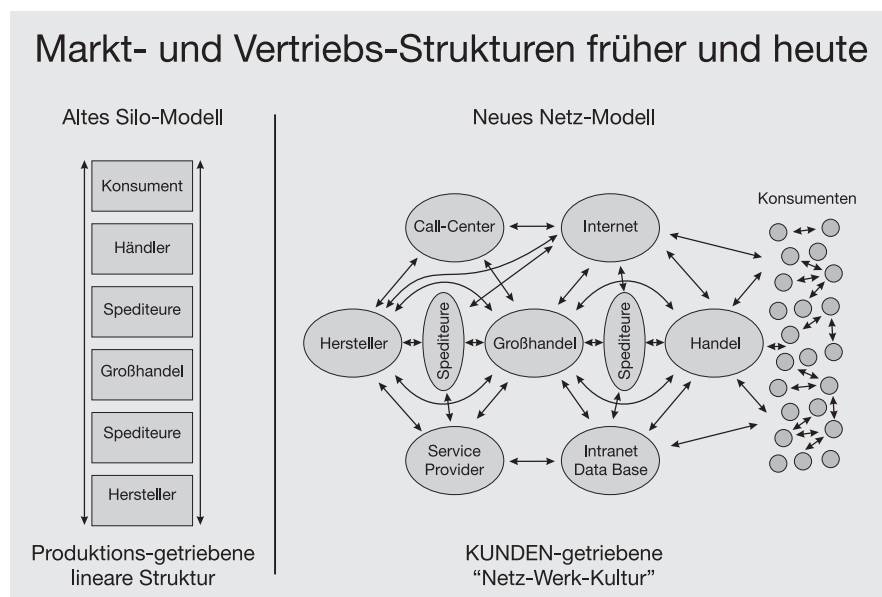 Markt- und Vertriebs-Strukturen früher und heute
Altes Silo-Modell
Konsument
Händler
Spediteure
Großhandel
Spediteure
Hersteller
Produktions-getriebene
lineare Struktur
Neues Netz-Modell
Konsumenten
Call-Center
Internet
Hersteller
Spediteure
Großhandel
Spediteure
Handel
Service
Provider
Intranet
Data Base
KUNDEN-getriebene
“Netz-Werk-Kultur”